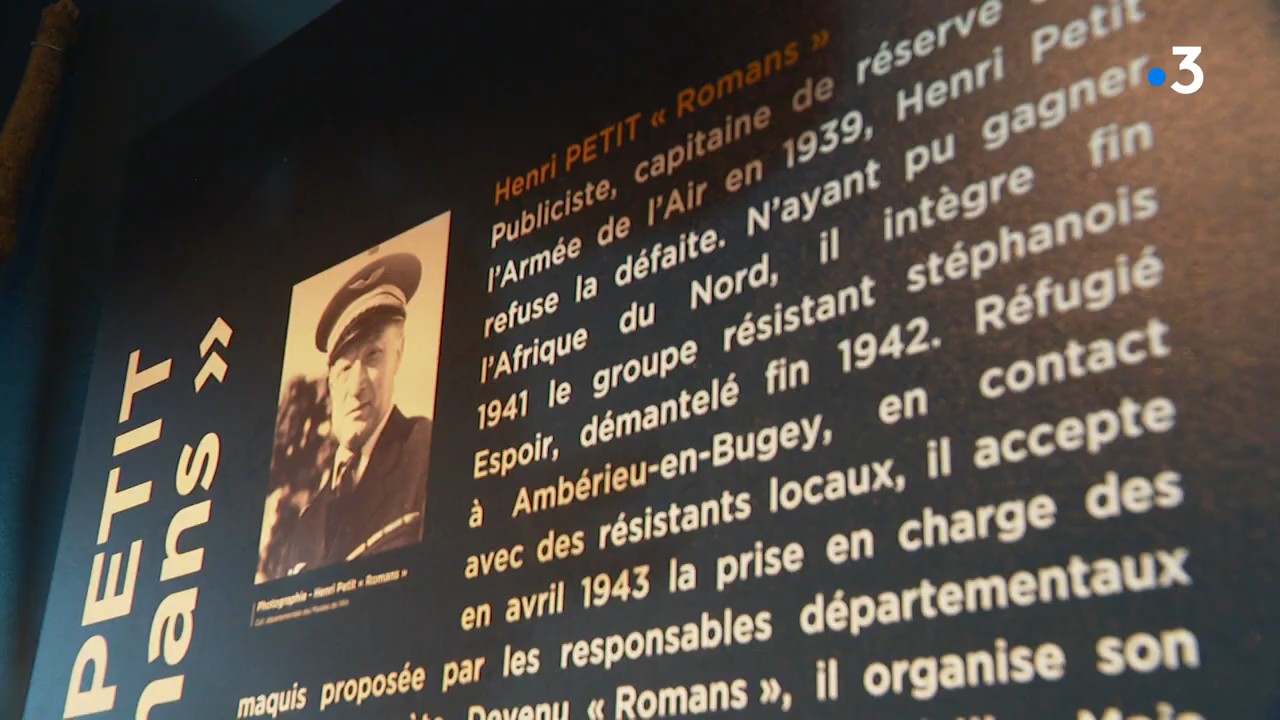 3
Henri PETIT « Romans »
Publiciste, capitaine de réserve
l'Armée de l'Air en 1939, Henri Petit
refuse la défaite. N'ayant pu gagner
l'Afrique du Nord, il intègre fin
1941 le groupe résistant stéphanois
Espoir, démantelé fin 1942. Réfugié
à Ambérieu-en-Bugey, en contact
avec des résistants locaux, il accepte
en avril 1943 la prise en charge des
maquis proposée par les responsables départementaux
Devenu « Romans », il organise son
PETIT
mans »
Photographie - Henri Petit « Romans »